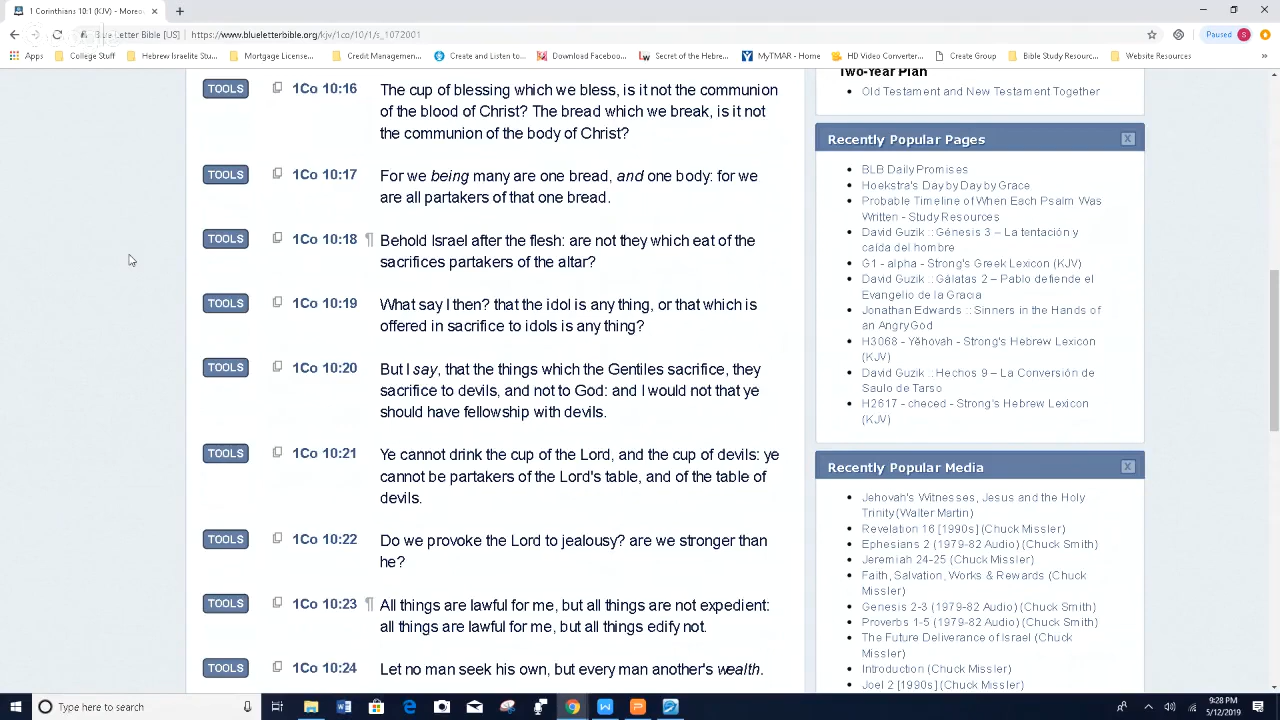 1 Corinthians 10:1 (KJV) - Moreo
Letter Bible [US] | https://www.blueletterbible.org/kjv/1co/10/1/s_1072001
Paused
Apps
College Stuff
Hebrew Israelite Stu...
Mortgage License...
Credit Managemen...
Create and Listen to...
Download Faceboo...
Secret of the Hebre...
MyTMAR - Home
HD Video Converter...
Create Group
Bible Study Resourc...
Website Resources
TOOLS 1Co 10:16 The cup of blessing which we bless, is it not the communion
of the blood of Christ? The bread which we break, is it not
the communion of the body of Christ?
TOOLS 1Co 10:17 For we being many are one bread, and one body: for we
are all partakers of that one bread.
TOOLS 1Co 10:18 ¶ Behold Israel after the flesh: are not they which eat of the
sacrifices partakers of the altar?
TOOLS 1Co 10:19 What say I then? that the idol is any thing, or that which is
offered in sacrifice to idols is any thing?
TOOLS 1Co 10:20 But I say, that the things which the Gentiles sacrifice, they
sacrifice to devils, and not to God: and I would not that ye
should have fellowship with devils.
TOOLS 1Co 10:21 Ye cannot drink the cup of the Lord, and the cup of devils: ye
cannot be partakers of the Lord's table, and of the table of
devils.
TOOLS 1Co 10:22 Do we provoke the Lord to jealousy? are we stronger than
he?
TOOLS 1Co 10:23 ¶ All things are lawful for me, but all things are not expedient:
all things are lawful for me, but all things edify not.
TOOLS 1Co 10:24 Let no man seek his own, but every man another's wealth.
Two-Year Plan
Old Testament and New Testament Together
Recently Popular Pages
BLB Daily Promises
Hoekstra's Day by Day by Grace
Probable Timeline of When Each Psalm Was
Written - Study Resources
David Guzik :: Génesis 3 – La tentación y
caída del hombre
G1 - alpha - Strong's Greek Lexicon (KJV)
David Guzik :: Gálatas 2 – Pablo defiende el
Evangelio de la Gracia
Jonathan Edwards :: Sinners in the Hands of
an Angry God
H3068 - Yĕhovah - Strong's Hebrew Lexicon
(KJV)
David Guzik :: Hechos 9 – La Conversión de
Saulo de Tarso
H2617 - checed - Strong's Hebrew Lexicon
(KJV)
Recently Popular Media
Jehovah's Witnesses, Jesus and the Holy
Trinity (Walter Martin)
Revelation 16 [1990s] (Chuck Missler)
Ephesians 2 (1979-82 Audio) (Chuck Smith)
Jeremiah 24-25 (Chuck Missler)
Faith, Salvation, Works & Rewards (Chuck
Missler)
Genesis 2-3 (1979-82 Audio) (Chuck Smith)
Proverbs 1-5 (1979-82 Audio) (Chuck Smith)
The Future Deliverance of Israel (Chuck
Missler)
Introduction (Chuck Missler)
Joel 2 [1990s] (Chuck Missler)
Type here to search
9:28 PM
5/12/2019